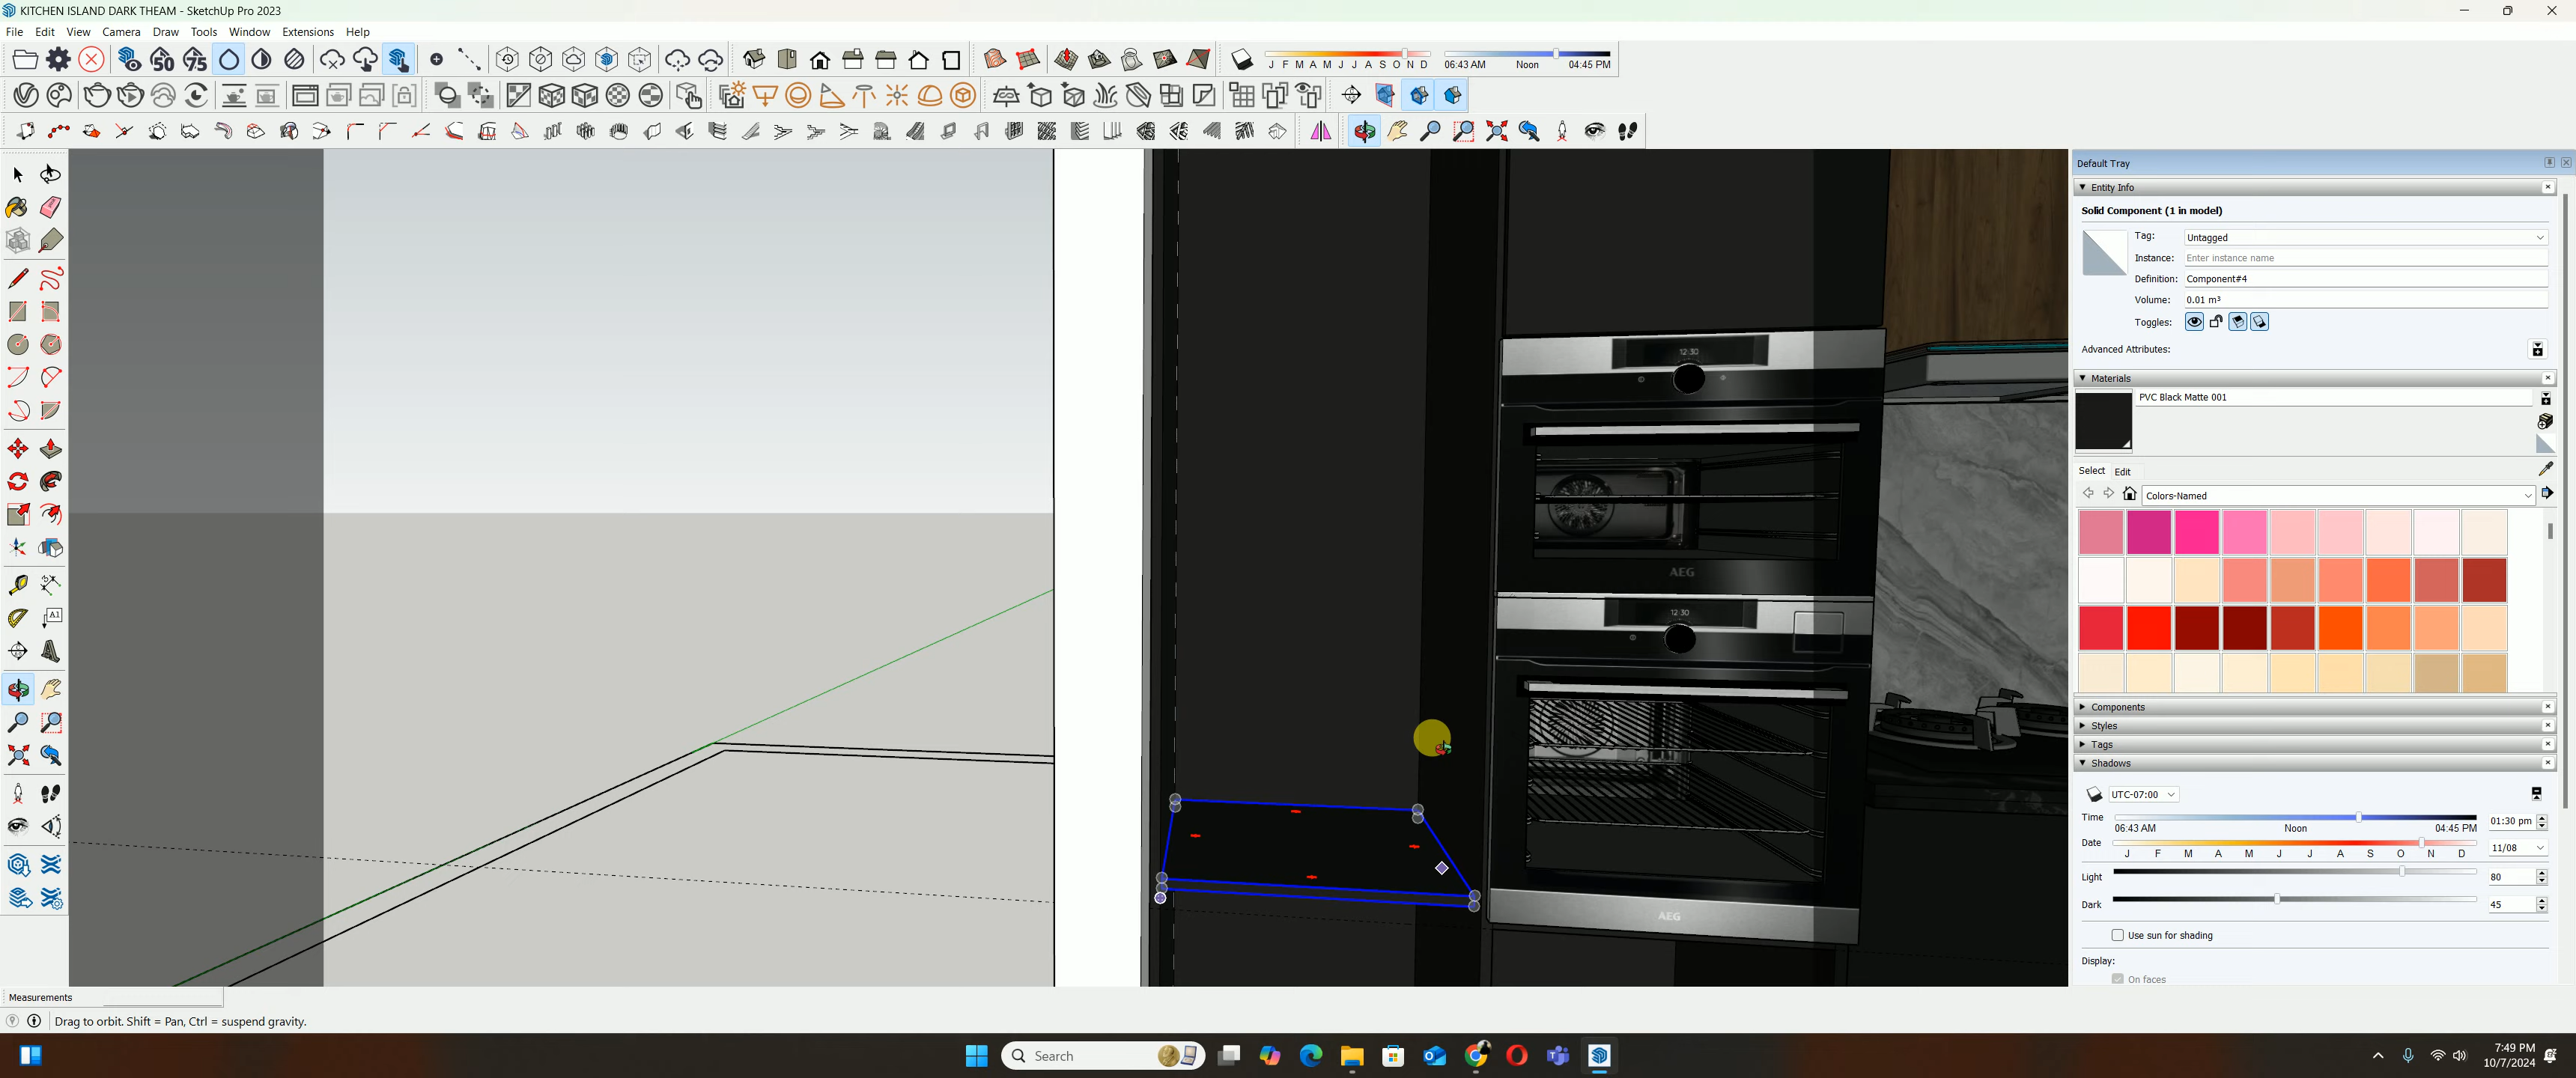 KITCHEN ISLAND DARK THEAM - SketchUp Pro 2023
File Edit View Camera Draw Tools Window Extensions Help
50 75
J F M A M J J A S O N D 06:43 AM Noon 04:45 PM
Default Tray
Entity Info
Solid Component (1 in model)
Tag: Untagged
Instance: Enter instance name
Definition: Component#4
Volume: 0.01 m³
Toggles:
Advanced Attributes:
Materials
PVC Black Matte 001
Select Edit
Colors-Named
12:30
AEG
12:30
AEG
Components
Styles
Tags
Shadows
UTC-07:00
Time 01:30 pm
06:43 AM Noon 04:45 PM
Date 11/08
J F M A M J J A S O N D
Light 80
Dark 45
Use sun for shading
Display:
On faces
A1
Measurements
Drag to orbit. Shift = Pan, Ctrl = suspend gravity.
Search
7:49 PM
10/7/2024